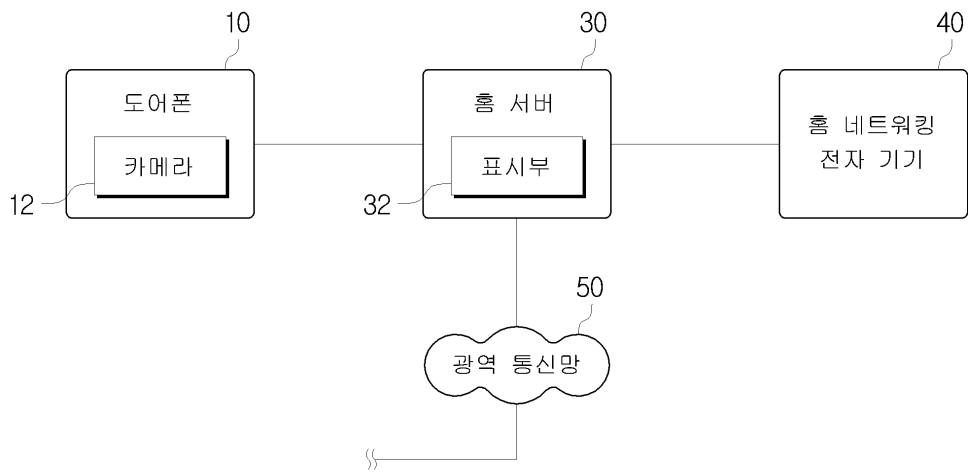 10
30
40
도어폰
홈 서버
홈 네트워킹
전자 기기
카메라
표시부
12
32
50
광역 통신망